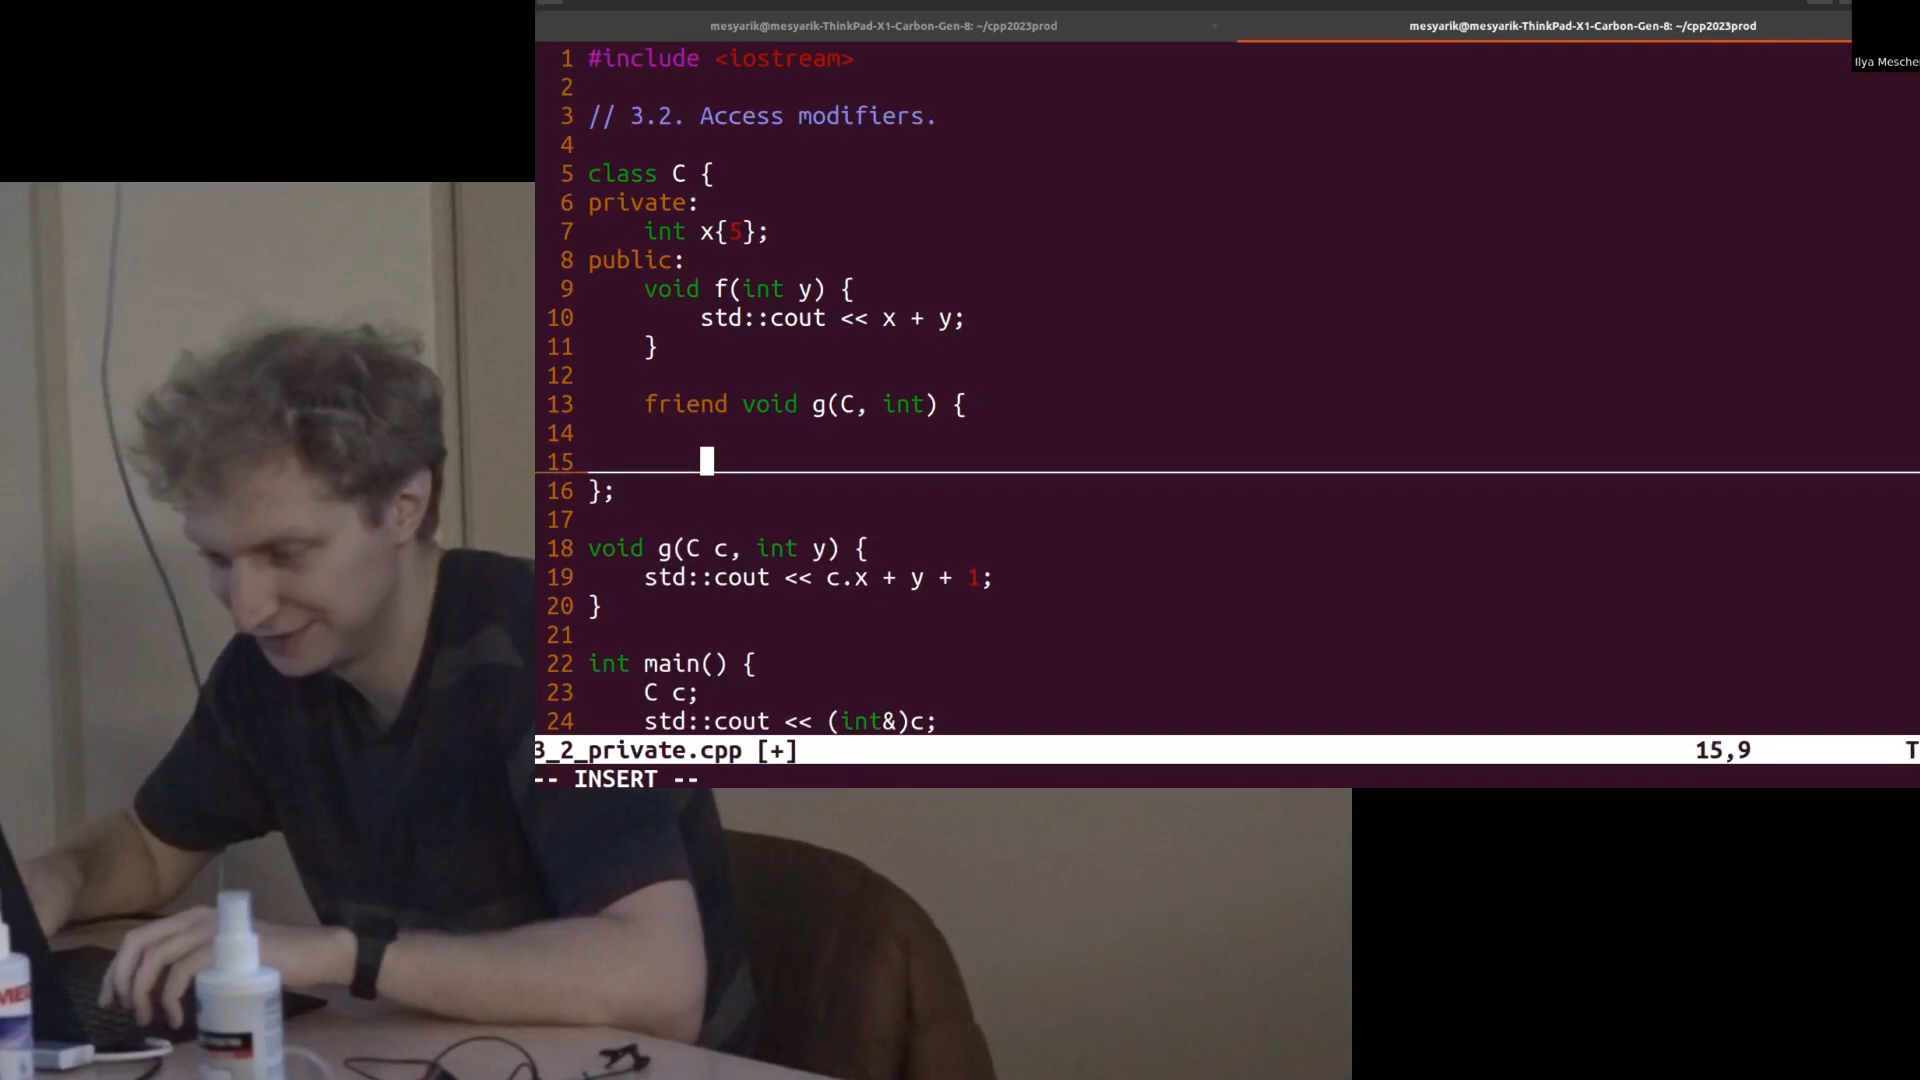 mesyarik@mesyarik-ThinkPad-X1-Carbon-Gen-8: ~/cpp2023prod
×
mesyarik@mesyarik-ThinkPad-X1-Carbon-Gen-8: ~/cpp2023prod
Ilya Mescher
1 #include <iostream>
2
3 // 3.2. Access modifiers.
4
5 class C {
6 private:
7     int x{5};
8 public:
9     void f(int y) {
10         std::cout << x + y;
11     }
12
13     friend void g(C, int) {
14
15
16 };
17
18 void g(C c, int y) {
19     std::cout << c.x + y + 1;
20 }
21
22 int main() {
23     C c;
24     std::cout << (int&)c;
3_2_private.cpp [+] 15,9 T
-- INSERT --